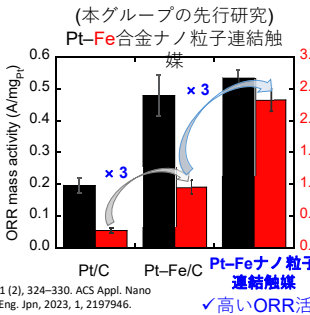 (本グループの先行研究)
Pt–Fe合金ナノ粒子連結触
媒
ORR mass activity (A/mgPt)
0.6
0.5
0.4
0.3
0.2
0.1
0.0
× 3
× 3
3.
2.
2.
1.
1.
0.
0.
Pt/C
Pt–Fe/C
Pt–Feナノ粒子
連結触媒
1 (2), 324–330. ACS Appl. Nano
Eng. Jpn, 2023, 1, 2197946.
✓高いORR活